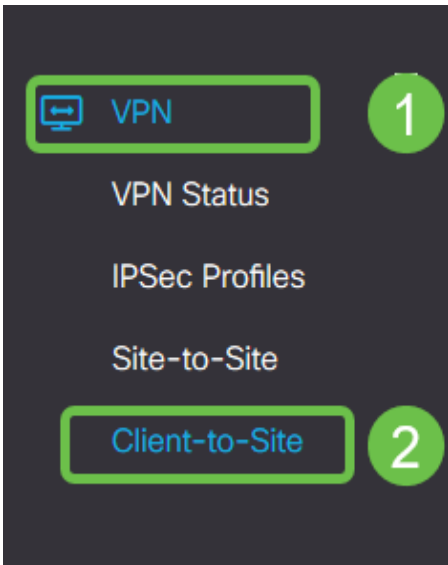 VPN 1
VPN Status
IPSec Profiles
Site-to-Site
Client-to-Site 2